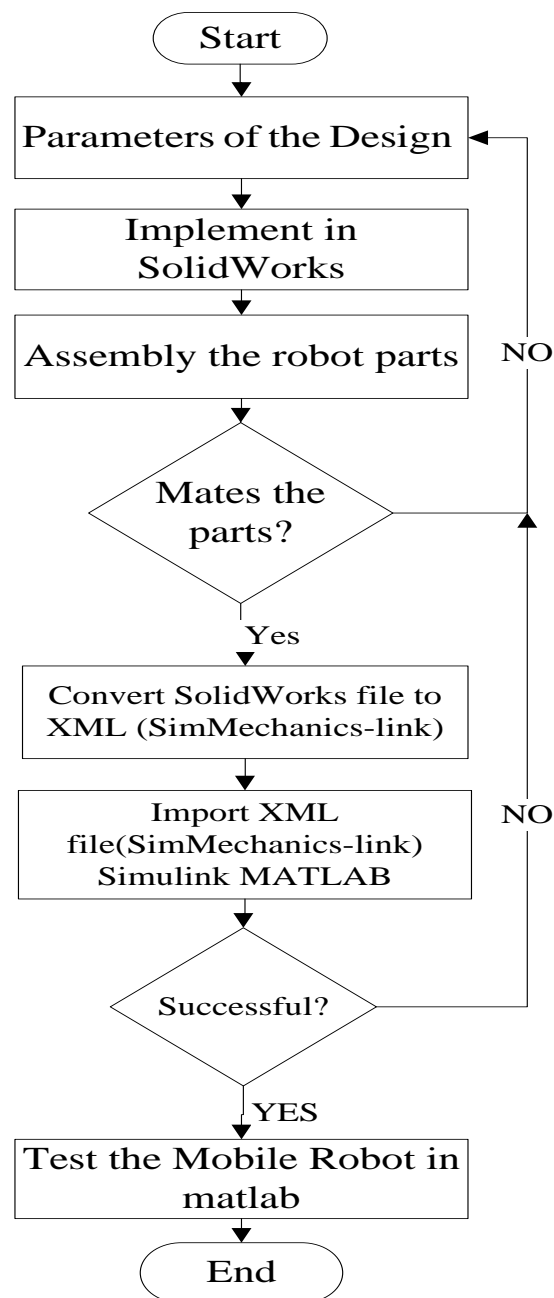 Start
Parameters of the Design
Implement in
SolidWorks
Assembly the robot parts
NO
Mates the
parts?
Yes
Convert SolidWorks file to
XML (SimMechanics-link)
Import XML
file(SimMechanics-link)
Simulink MATLAB
NO
Successful?
YES
Test the Mobile Robot in
matlab
End